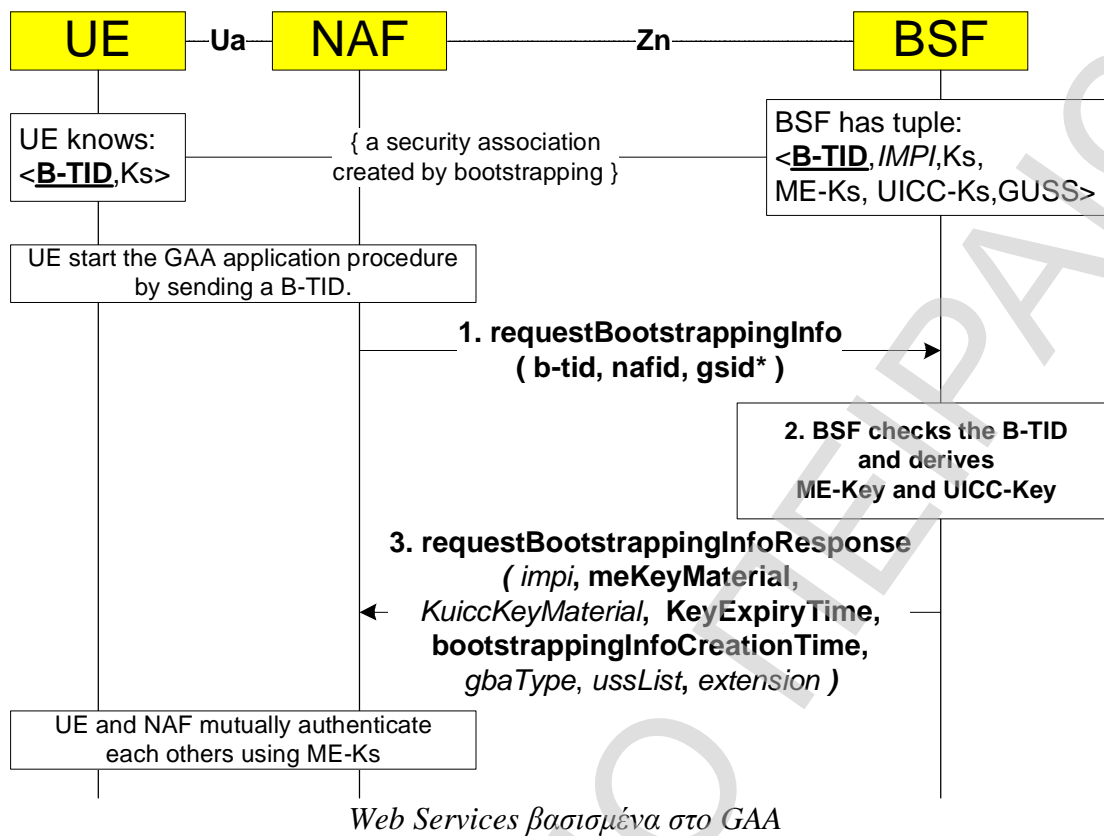 UE Ua NAF Zn BSF
UE knows:
<B-TID,Ks>
{ a security association
created by bootstrapping }
BSF has tuple:
<B-TID,IMPI,Ks,
ME-Ks, UICC-Ks,GUSS>
UE start the GAA application procedure
by sending a B-TID.
1. requestBootstrappingInfo
( b-tid, nafid, gsid* )
2. BSF checks the B-TID
and derives
ME-Key and UICC-Key
3. requestBootstrappingInfoResponse
( impi, meKeyMaterial,
KuiccKeyMaterial, KeyExpiryTime,
bootstrappingInfoCreationTime,
gbaType, ussList, extension )
UE and NAF mutually authenticate
each others using ME-Ks
Web Services βασισμένα στο GAA